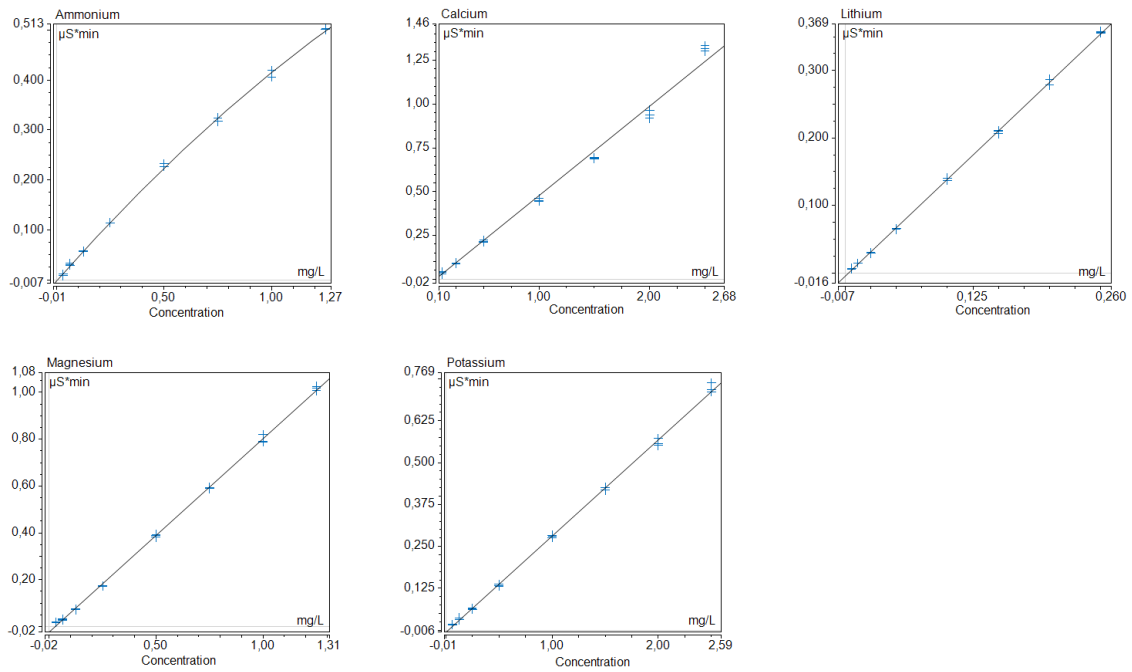 Ammonium
0,513
µS*min
0,400
0,300
0,200
0,100
-0,007
mg/L
-0,01
0,50
1,00
1,27
Concentration
Calcium
1,46
µS*min
1,25
1,00
0,75
0,50
0,25
-0,02
mg/L
0,10
1,00
2,00
2,68
Concentration
Lithium
0,369
µS*min
0,300
0,200
0,100
-0,016
mg/L
-0,007
0,125
0,260
Concentration
Magnesium
1,08
µS*min
1,00
0,80
0,60
0,40
0,20
-0,02
mg/L
-0,02
0,50
1,00
1,31
Concentration
Potassium
0,769
µS*min
0,625
0,500
0,375
0,250
0,125
-0,006
mg/L
-0,01
1,00
2,00
2,59
Concentration